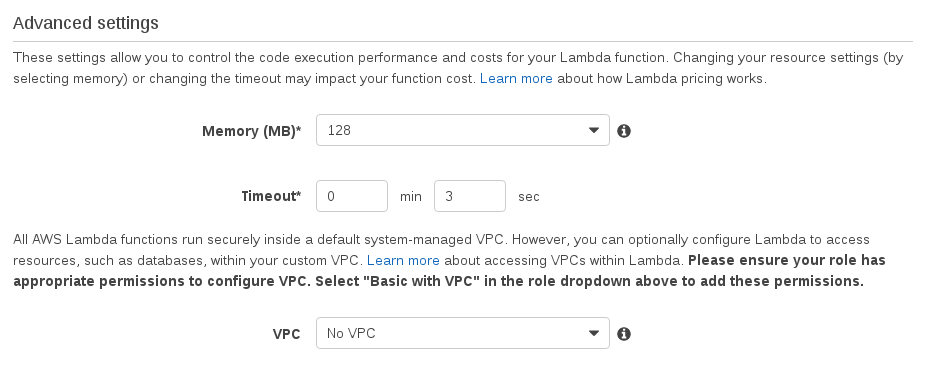 Advanced settings
These settings allow you to control the code execution performance and costs for your Lambda function. Changing your resource settings (by
selecting memory) or changing the timeout may impact your function cost. Learn more about how Lambda pricing works.
Memory (MB)* 128
Timeout* 0 min 3 sec
All AWS Lambda functions run securely inside a default system-managed VPC. However, you can optionally configure Lambda to access
resources, such as databases, within your custom VPC. Learn more about accessing VPCs within Lambda. Please ensure your role has
appropriate permissions to configure VPC. Select "Basic with VPC" in the role dropdown above to add these permissions.
VPC No VPC